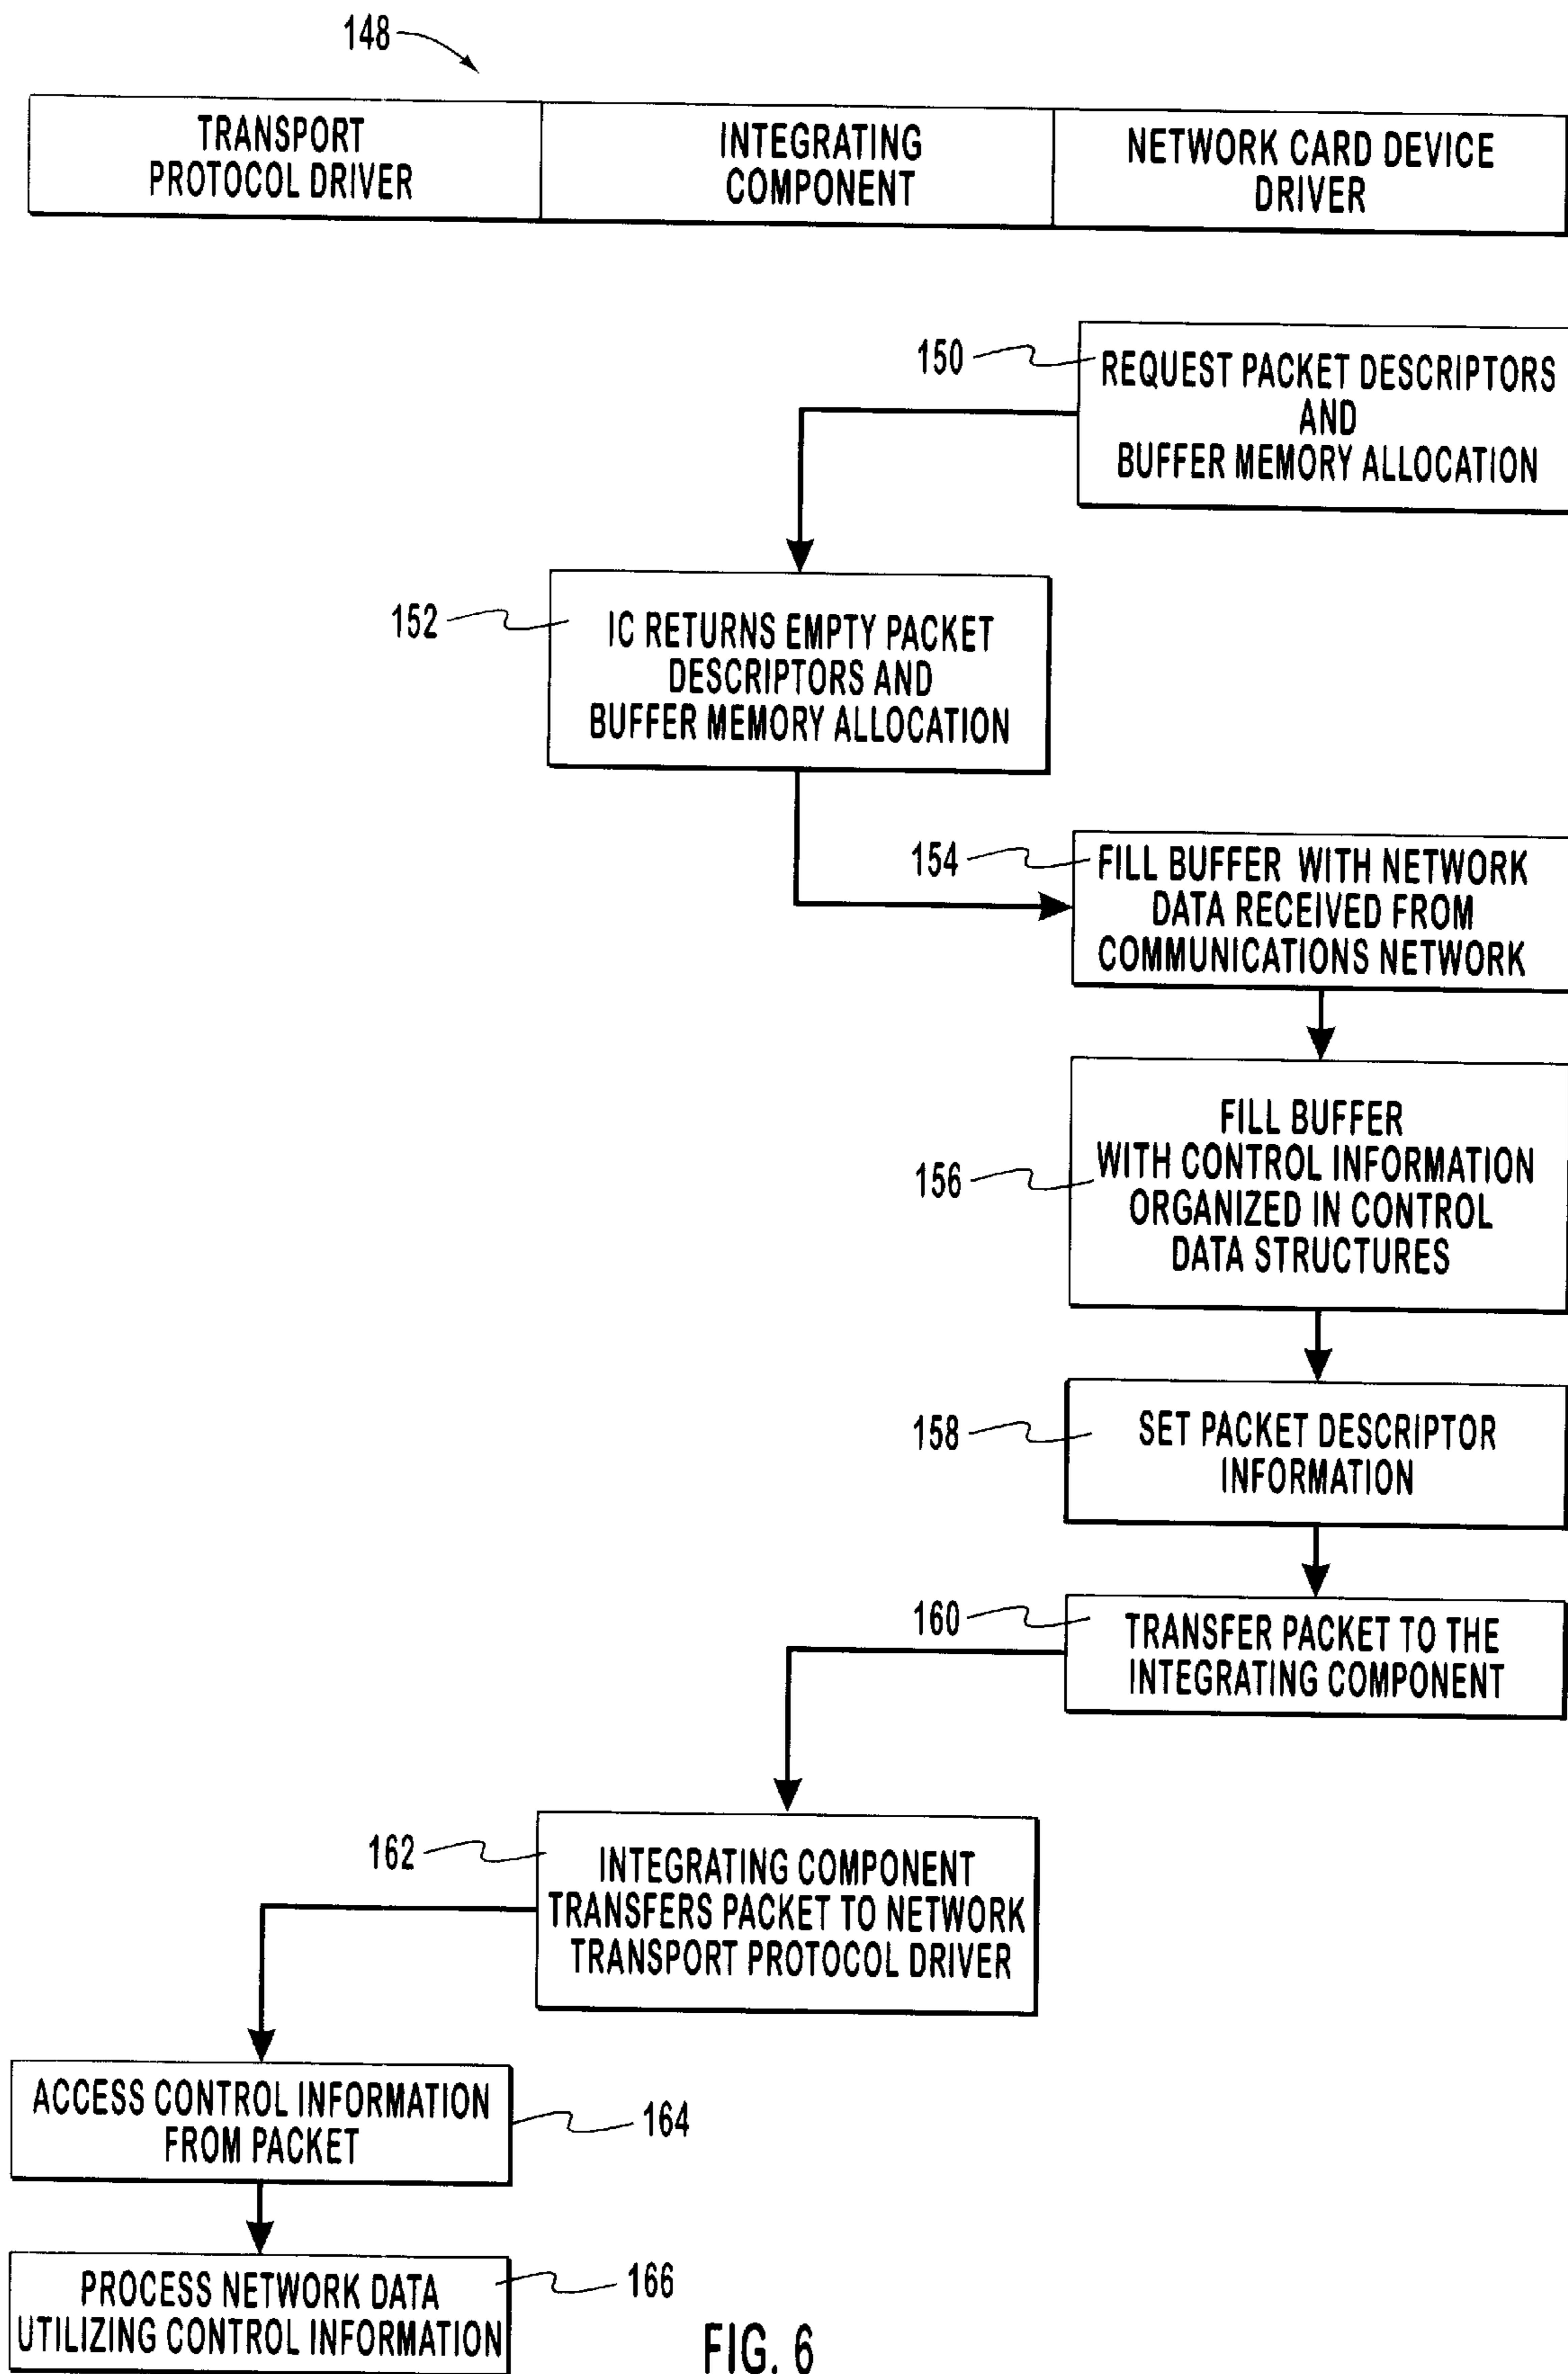 148
TRANSPORT
PROTOCOL DRIVER
INTEGRATING
COMPONENT
NETWORK CARD DEVICE
DRIVER
150
REQUEST PACKET DESCRIPTORS
AND
BUFFER MEMORY ALLOCATION
152
IC RETURNS EMPTY PACKET
DESCRIPTORS AND
BUFFER MEMORY ALLOCATION
154
FILL BUFFER WITH NETWORK
DATA RECEIVED FROM
COMMUNICATIONS NETWORK
156
FILL BUFFER
WITH CONTROL INFORMATION
ORGANIZED IN CONTROL
DATA STRUCTURES
158
SET PACKET DESCRIPTOR
INFORMATION
160
TRANSFER PACKET TO THE
INTEGRATING COMPONENT
162
INTEGRATING COMPONENT
TRANSFERS PACKET TO NETWORK
TRANSPORT PROTOCOL DRIVER
ACCESS CONTROL INFORMATION
FROM PACKET
164
PROCESS NETWORK DATA
UTILIZING CONTROL INFORMATION
166
FIG. 6